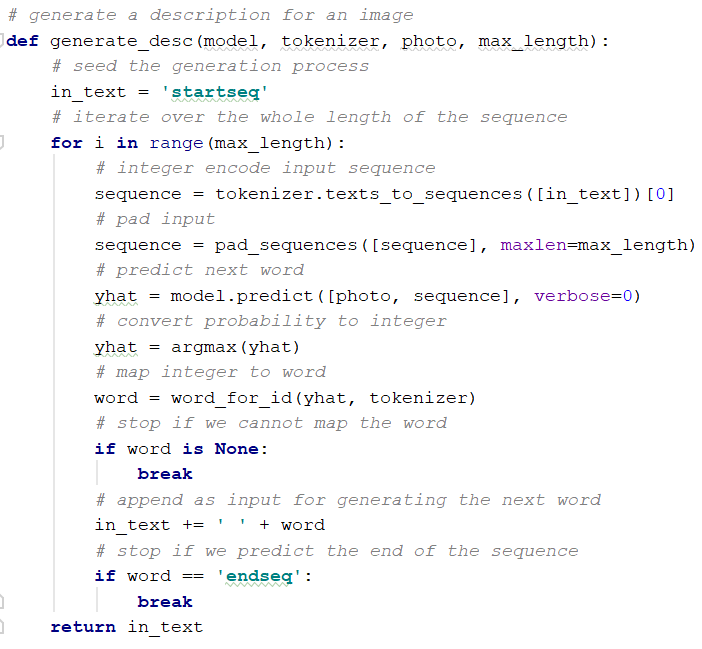 # generate a description for an image
def generate_desc(model, tokenizer, photo, max_length):
    # seed the generation process
    in_text = 'startseq'
    # iterate over the whole length of the sequence
    for i in range(max_length):
        # integer encode input sequence
        sequence = tokenizer.texts_to_sequences([in_text])[0]
        # pad input
        sequence = pad_sequences([sequence], maxlen=max_length)
        # predict next word
        yhat = model.predict([photo, sequence], verbose=0)
        # convert probability to integer
        yhat = argmax(yhat)
        # map integer to word
        word = word_for_id(yhat, tokenizer)
        # stop if we cannot map the word
        if word is None:
            break
        # append as input for generating the next word
        in_text += ' ' + word
        # stop if we predict the end of the sequence
        if word == 'endseq':
            break
    return in_text